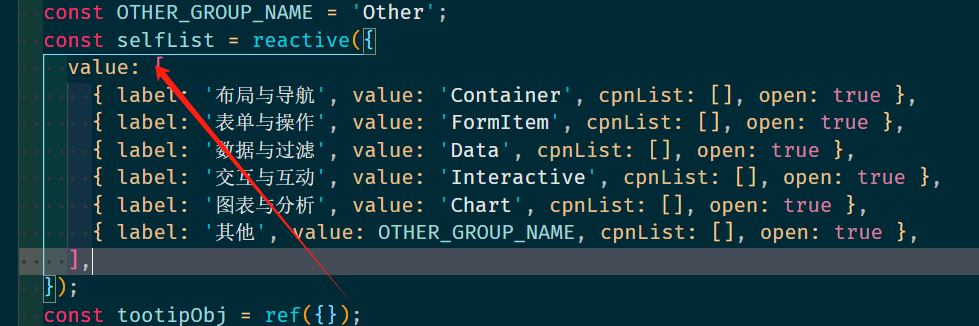 const OTHER_GROUP_NAME = 'Other';
const selfList = reactive({
value: [
{ label: '布局与导航', value: 'Container', cpnList: [], open: true },
{ label: '表单与操作', value: 'FormItem', cpnList: [], open: true },
{ label: '数据与过滤', value: 'Data', cpnList: [], open: true },
{ label: '交互与互动', value: 'Interactive', cpnList: [], open: true },
{ label: '图表与分析', value: 'Chart', cpnList: [], open: true },
{ label: '其他', value: OTHER_GROUP_NAME, cpnList: [], open: true },
],
});
const tootipObj = ref({});